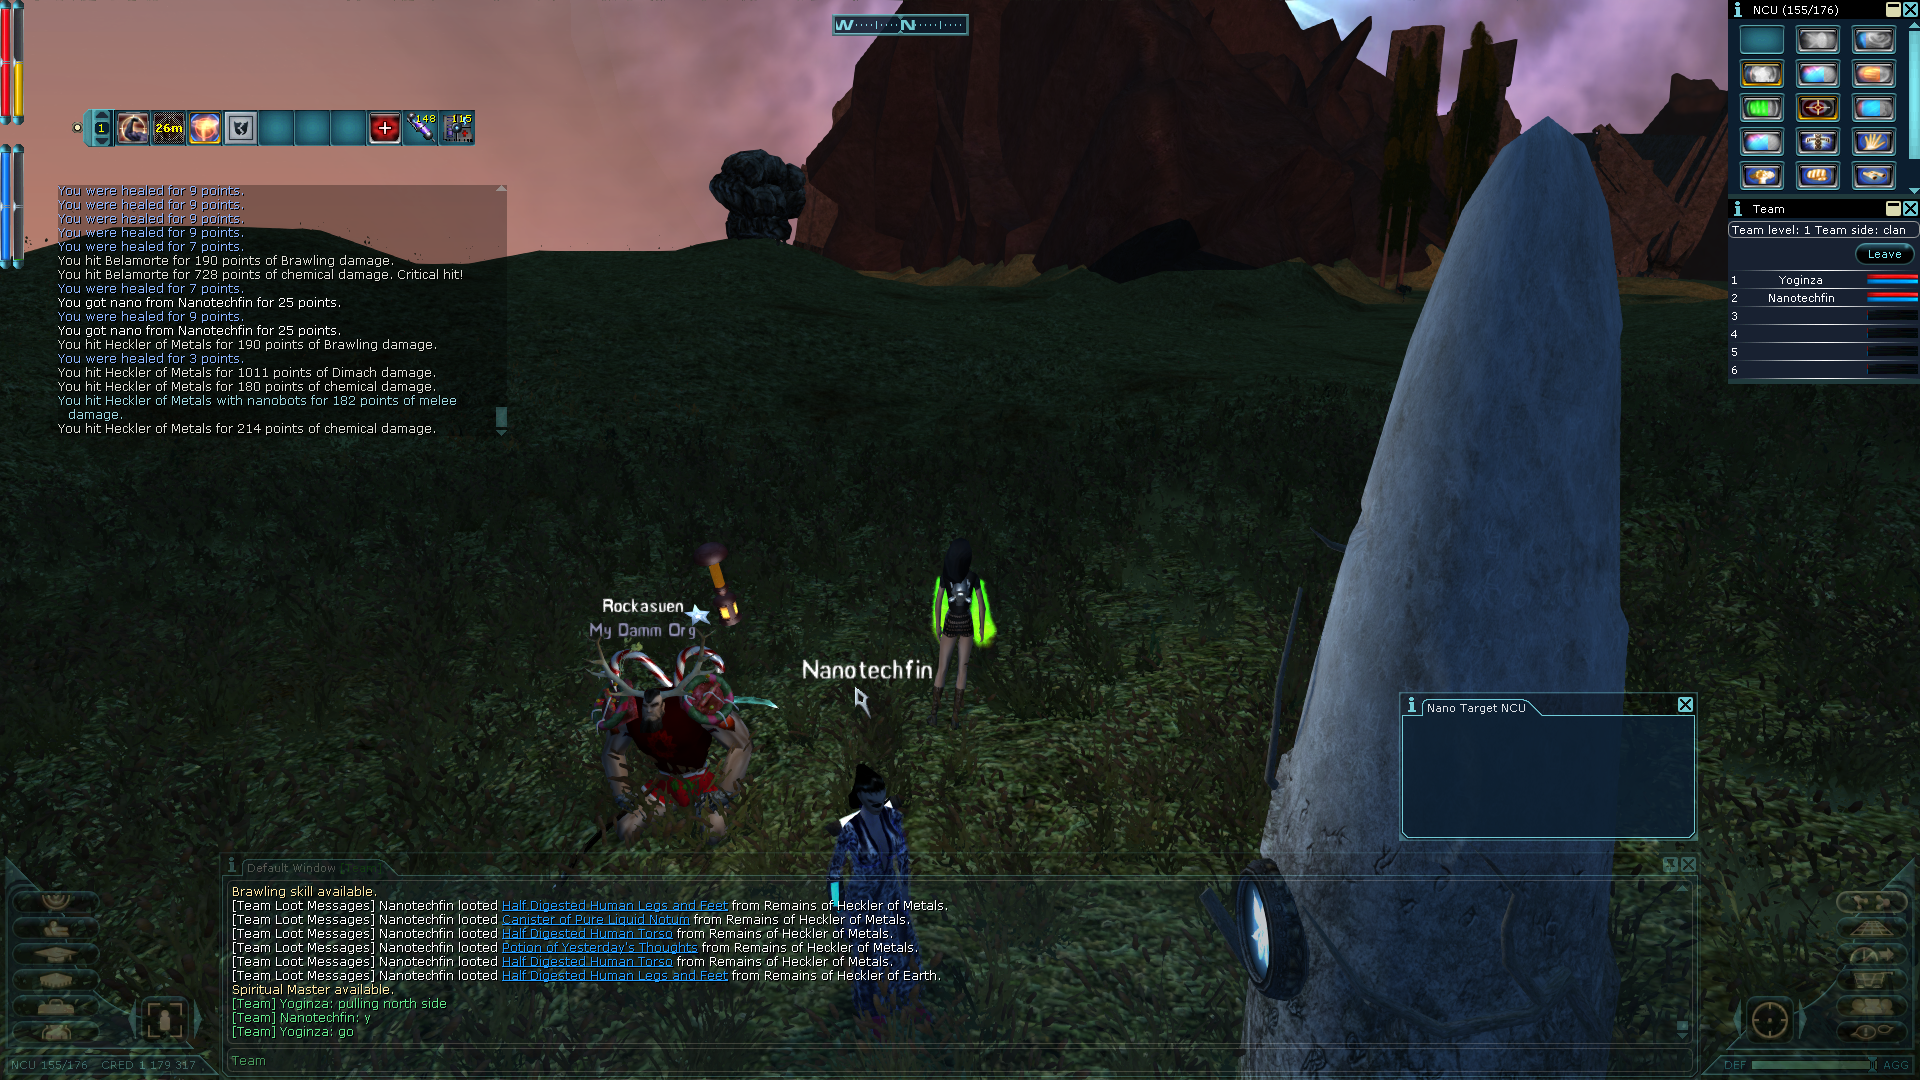 W N
NCU (155/176)
1
26m
148
115
You were healed for 9 points.
You were healed for 9 points.
You were healed for 9 points.
You were healed for 9 points.
You were healed for 7 points.
You hit Belamorte for 190 points of Brawling damage.
You hit Belamorte for 728 points of chemical damage. Critical hit!
You were healed for 7 points.
You got nano from Nanotechfin for 25 points.
You were healed for 9 points.
You got nano from Nanotechfin for 25 points.
You hit Heckler of Metals for 190 points of Brawling damage.
You were healed for 3 points.
You hit Heckler of Metals for 1011 points of Dimach damage.
You hit Heckler of Metals for 180 points of chemical damage.
You hit Heckler of Metals with nanobots for 182 points of melee
damage.
You hit Heckler of Metals for 214 points of chemical damage.
Team
Team level: 1 Team side: clan
Leave
1 Yoginza
2 Nanotechfin
3
4
5
6
Rockasuen
My Damm Org
Nanotechfin
Nano Target NCU
Default Window
Brawling skill available.
[Team Loot Messages] Nanotechfin looted Half Digested Human Legs and Feet from Remains of Heckler of Metals.
[Team Loot Messages] Nanotechfin looted Canister of Pure Liquid Notum from Remains of Heckler of Metals.
[Team Loot Messages] Nanotechfin looted Half Digested Human Torso from Remains of Heckler of Metals.
[Team Loot Messages] Nanotechfin looted Potion of Yesterday's Thoughts from Remains of Heckler of Metals.
[Team Loot Messages] Nanotechfin looted Half Digested Human Torso from Remains of Heckler of Metals.
[Team Loot Messages] Nanotechfin looted Half Digested Human Legs and Feet from Remains of Heckler of Earth.
Spiritual Master available.
[Team] Yoginza: pulling north side
[Team] Nanotechfin: y
[Team] Yoginza: go
Team
NCU 155/176 CRED 1 179 317
DEF AGG